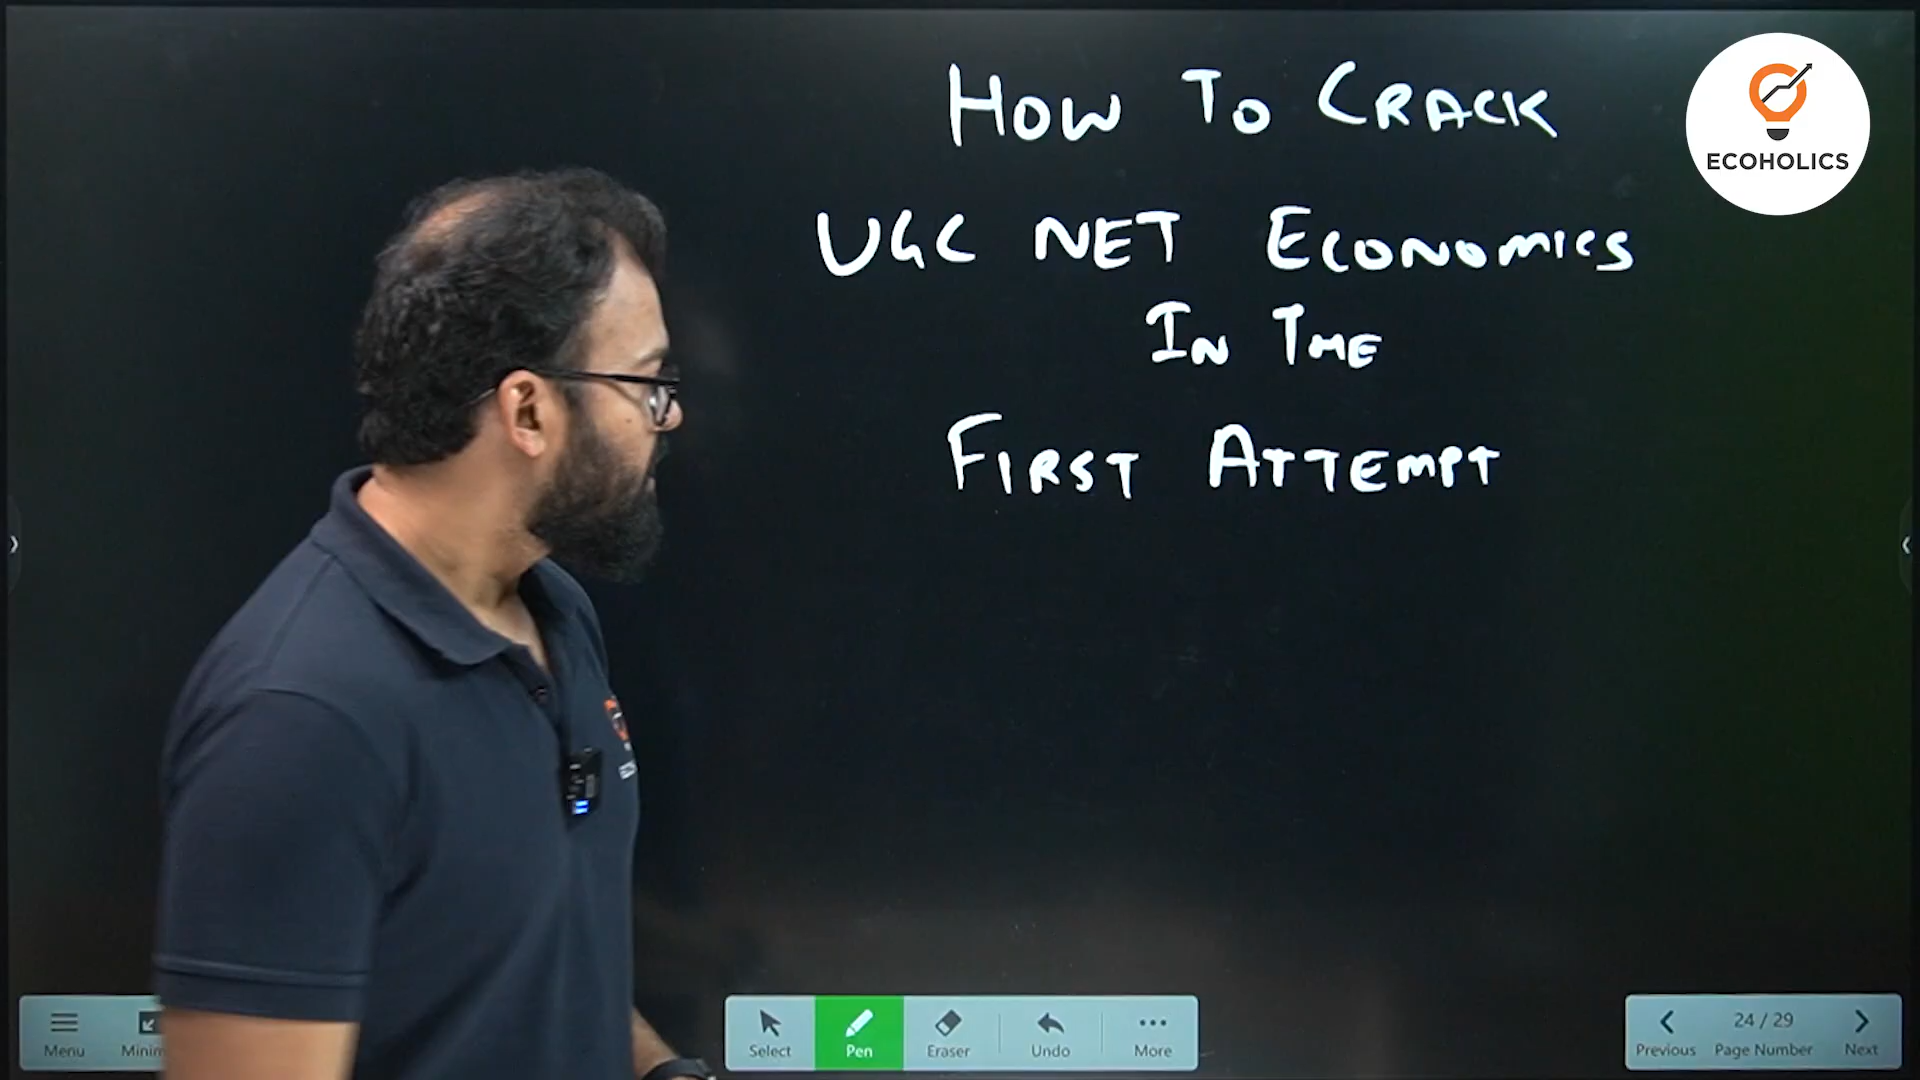 HOW TO CRACK
ECOHOLICS
UGC NET ECONOMICS
IN THE
FIRST ATTEMPT
Menu
Select
Pen
Eraser
Undo
More
24 / 29
Previous
Page Number
Next